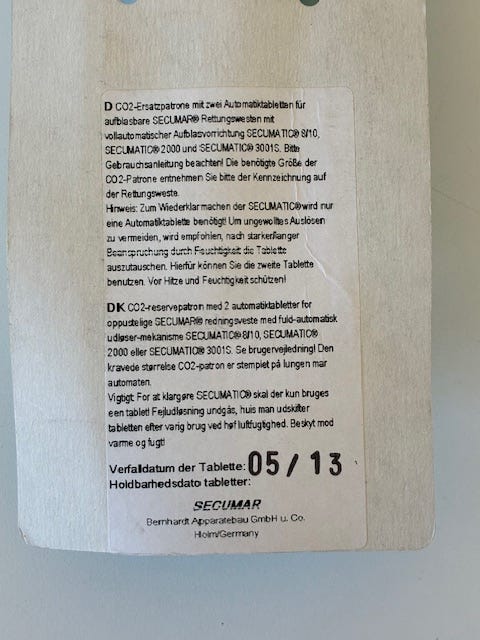 D CO2-Ersatzpatrone mit zwei Automatiktabletten für
aufblasbare SECUMAR® Rettungswesten mit
vollautomatischer Aufblasvorrichtung SECUMATIC® 8/10,
SECUMATIC® 2000 und SECUMATIC® 3001S. Bitte
Gebrauchsanleitung beachten! Die benötigte Größe der
CO2-Patrone entnehmen Sie bitte der Kennzeichnung auf
der Rettungsweste.
Hinweis: Zum Wiederklarmachen der SECUMATIC® wird nur
eine Automatiktablette benötigt! Um ungewolltes Auslösen
zu vermeiden, wird empfohlen, nach starker/langer
Beanspruchung durch Feuchtigkeit die Tablette
auszutauschen. Hierfür können Sie die zweite Tablette
benutzen. Vor Hitze und Feuchtigkeit schützen!
DK CO2-reservepatron med 2 automatiktabletter for
oppustelige SECUMAR® redningsveste med fuld-automatisk
udløser-mekanisme SECUMATIC® 8/10, SECUMATIC®
2000 eller SECUMATIC® 3001S. Se brugervejledning! Den
kravede størrelse CO2-patron er stemplet på lungen mar
automaten.
Vigtigt: For at klargøre SECUMATIC® skal der kun bruges
een tablet! Fejludløsning undgås, huis man udskifter
tabletten efter varig brug ved høf luftfugtighed. Beskyt mod
varme og fugt!
Verfalldatum der Tablette: 05/13
Holdbarhedsdato tabletter:
SECUMAR
Bernhardt Apparatebau GmbH u. Co.
Holm/Germany